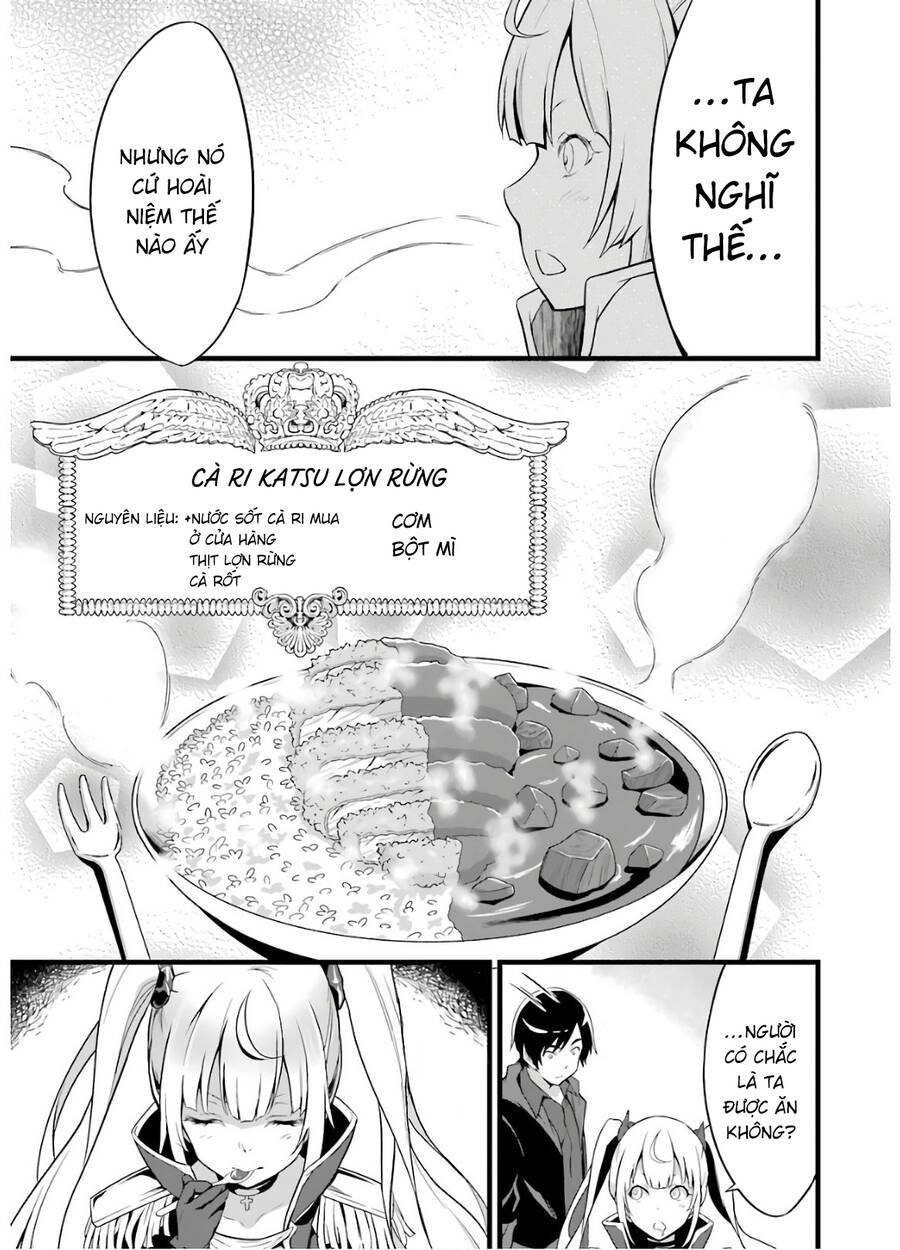 ...TA
KHÔNG
NGHĨ
THẾ...
NHƯNG NÓ
CỨ HOÀI
NIỆM THẾ
NÀO ẤY
CÀ RI KATSU LỢN RỪNG
NGUYÊN LIỆU: +NƯỚC SỐT CÀ RI MUA
Ở CỬA HÀNG
THỊT LỢN RỪNG
CÀ RỐT
CƠM
BỘT MÌ
...NGƯỜI
CÓ CHẮC
LÀ TA
ĐƯỢC ĂN
KHÔNG?